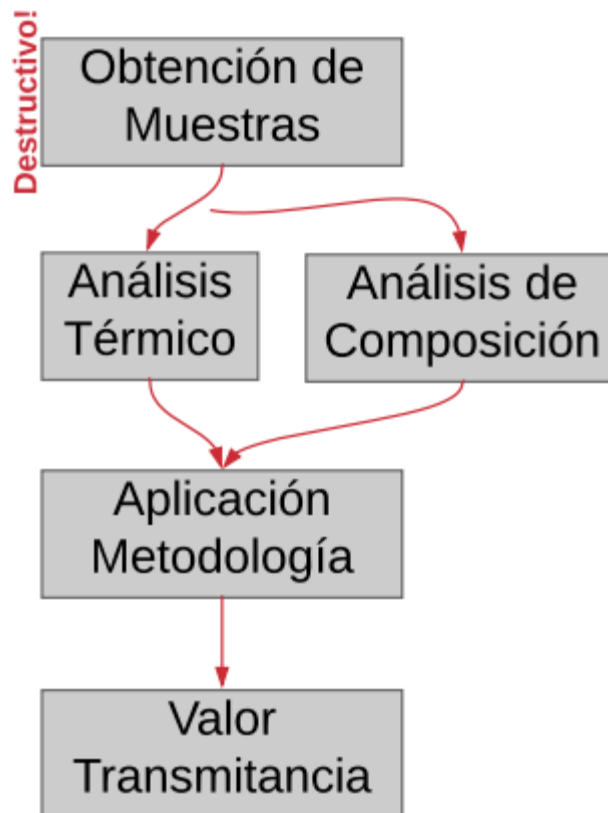 Destructivo!
Obtención de
Muestras
Análisis
Térmico
Análisis de
Composición
Aplicación
Metodología
Valor
Transmitancia